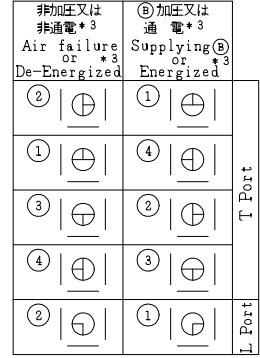 非加圧又は
非通電*3
Air failure
or *3
De-Energized
Ⓑ加圧又は
通 電*3
Supplying Ⓑ
or *3
Energized
② ①
① ④
③ ②
④ ③
T Port
② ①
L Port